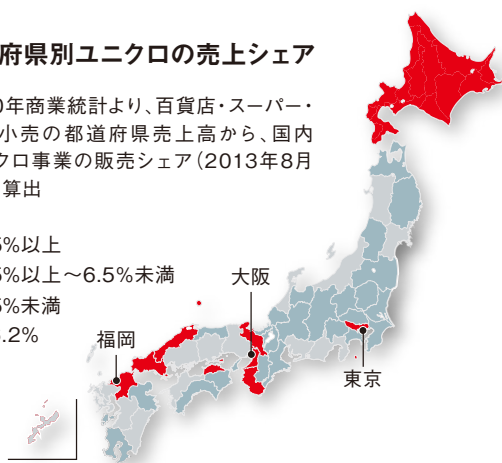 府県別ユニクロの売上シェア
0年商業統計より、百貨店・スーパー・
小売の都道府県売上高から、国内
クロ事業の販売シェア（2013年8月
算出
5%以上
5%以上～6.5%未満
5%未満
.2%
大阪
福岡
東京